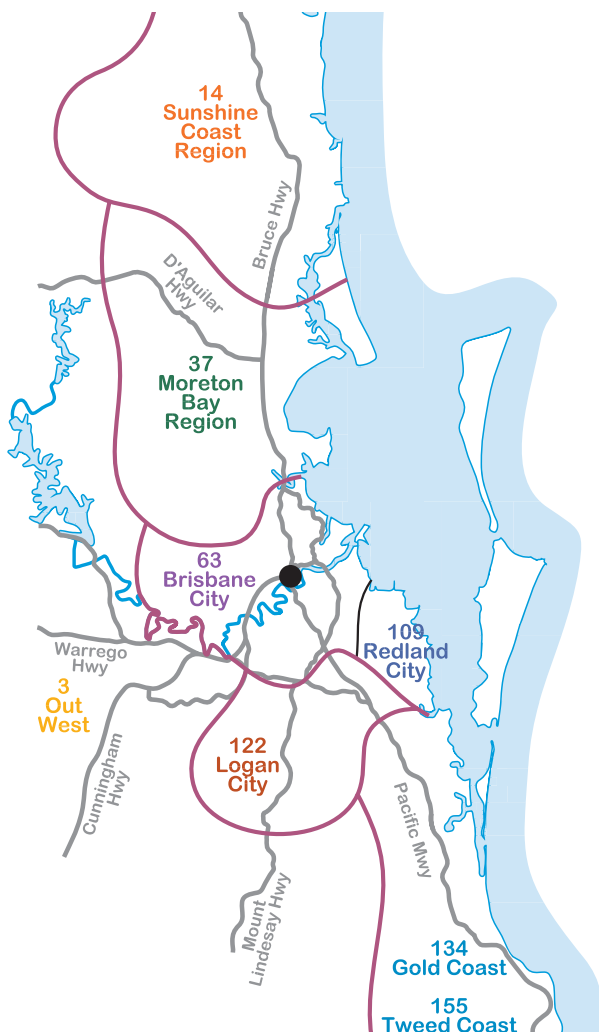 14
Sunshine
Coast
Region
Bruce Hwy
D'Aguilar
Hwy
37
Moreton
Bay
Region
63
Brisbane
City
109
Redland
City
Warrego
Hwy
3
Out
West
122
Logan
City
Cunningham
Hwy
Pacific Mwy
Mount
Lindesay Hwy
134
Gold Coast
155
Tweed Coast